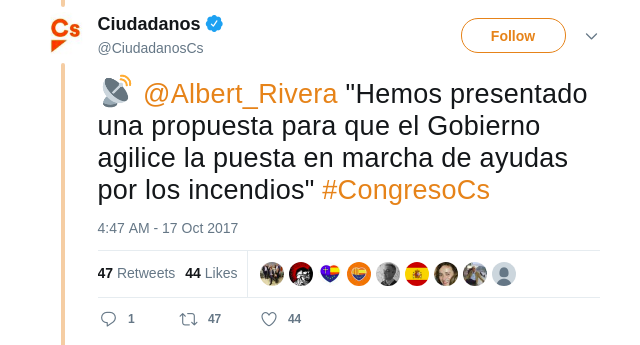 Cs
Ciudadanos
@CiudadanosCs
Follow
@Albert_Rivera "Hemos presentado
una propuesta para que el Gobierno
agilice la puesta en marcha de ayudas
por los incendios" #CongresoCs
4:47 AM - 17 Oct 2017
47 Retweets 44 Likes
1 47 44